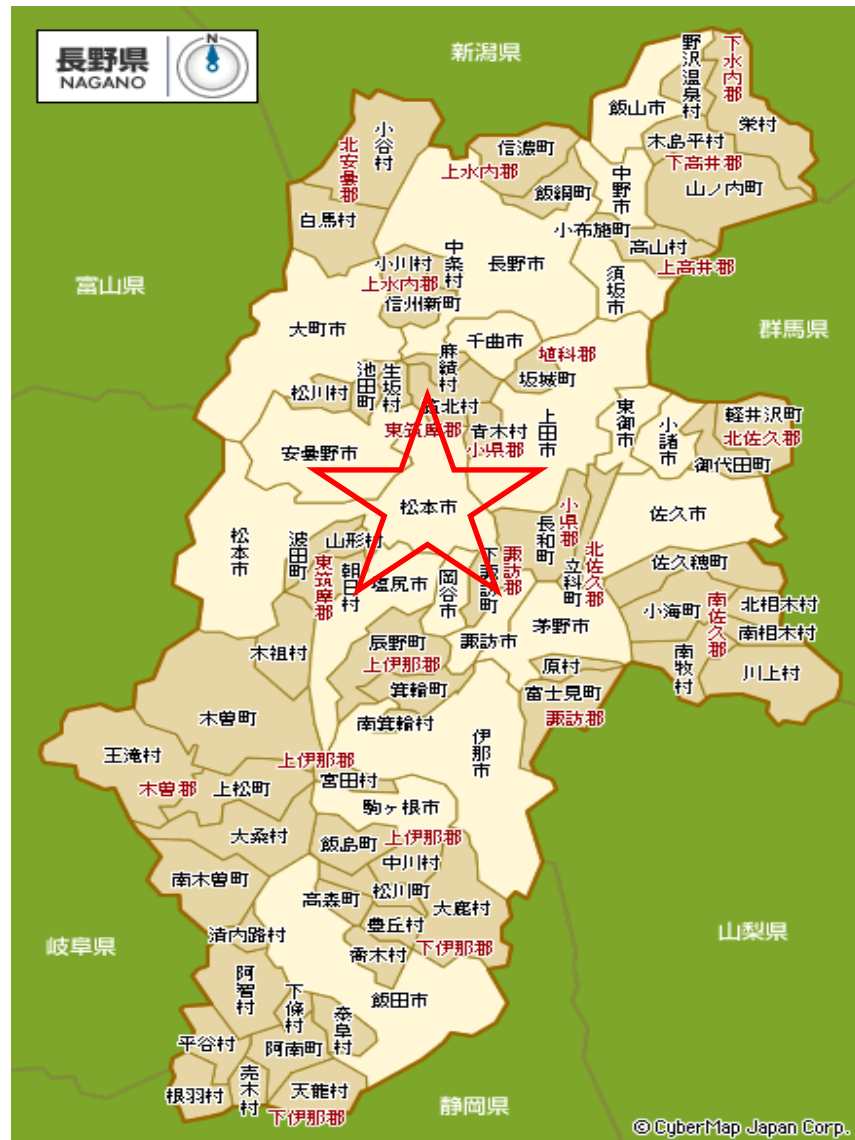 長野県
NAGANO
N
新潟県
野沢温泉村
下水内郡
飯山市
栄村
小谷村
北安曇郡
信濃町
上水内郡
木島平村
下高井郡
中野市
山ノ内町
飯綱町
白馬村
小布施町
高山村
上高井郡
中条村
小川村
上水内郡
長野市
須坂市
富山県
信州新町
大町市
千曲市
群馬県
麻績村
埴科郡
坂城町
池田町
生坂村
松川村
筑北村
東筑摩郡
青木村
小県郡
上田市
東御市
小諸市
軽井沢町
北佐久郡
御代田町
安曇野市
松本市
佐久市
松本市
波田町
山形村
東筑摩郡
朝日村
塩尻市
岡谷市
下諏訪町
諏訪郡
長和町
小県郡
立科町
北佐久郡
佐久穂町
小海町
南佐久郡
北相木村
南相木村
南牧村
川上村
木祖村
辰野町
上伊那郡
諏訪市
茅野市
原村
富士見町
諏訪郡
箕輪町
南箕輪村
木曽町
伊那市
王滝村
上伊那郡
宮田村
木曽郡
上松町
駒ヶ根市
大桑村
飯島町
上伊那郡
中川村
南木曽町
高森町
松川町
大鹿村
豊丘村
清内路村
喬木村
下伊那郡
岐阜県
山梨県
阿智村
下條村
泰阜村
飯田市
平谷村
阿南町
根羽村
売木村
天龍村
下伊那郡
静岡県
© CyberMap Japan Corp.